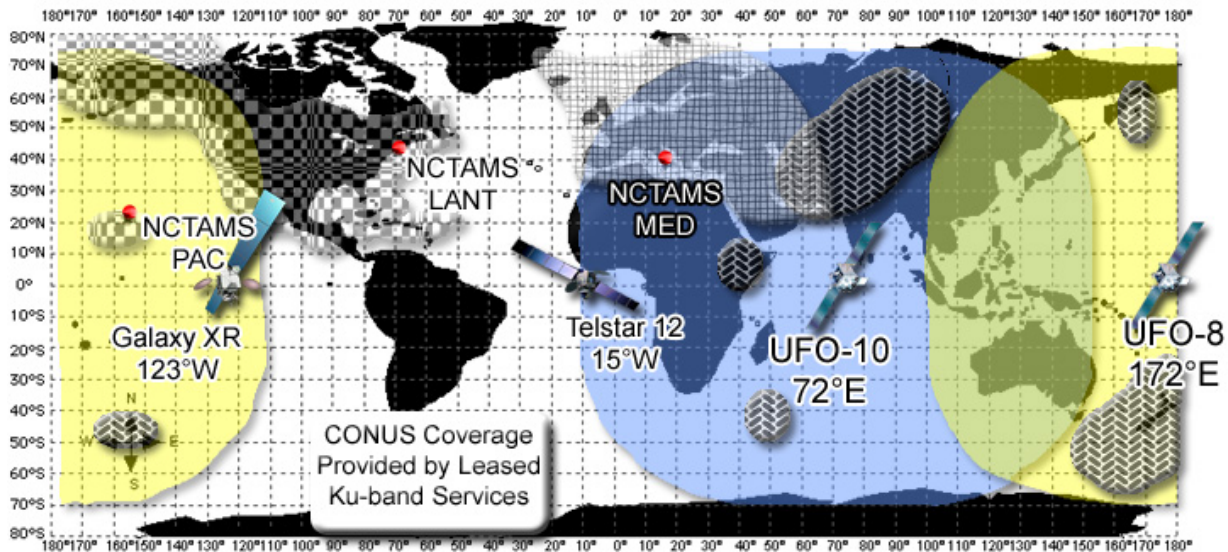 180°170° 160° 150° 140° 130° 120° 110° 100° 90° 80° 70° 60° 50° 40° 30° 20° 10° 0° 10° 20° 30° 40° 50° 60° 70° 80° 90° 100° 110° 120° 130° 140° 150° 160° 170° 180°
80°N
70°N
60°N
50°N
40°N
30°N
20°N
10°N
0°
10°S
20°S
30°S
40°S
50°S
60°S
70°S
80°S
NCTAMS
LANT
NCTAMS
MED
NCTAMS
PAC
Galaxy XR
123°W
Telstar 12
15°W
UFO-10
72°E
UFO-8
172°E
N
W E
S
CONUS Coverage
Provided by Leased
Ku-band Services
180°170° 160° 150° 140° 130° 120° 110° 100° 90° 80° 70° 60° 50° 40° 30° 20° 10° 0° 10° 20° 30° 40° 50° 60° 70° 80° 90° 100° 110° 120° 130° 140° 150° 160° 170° 180°